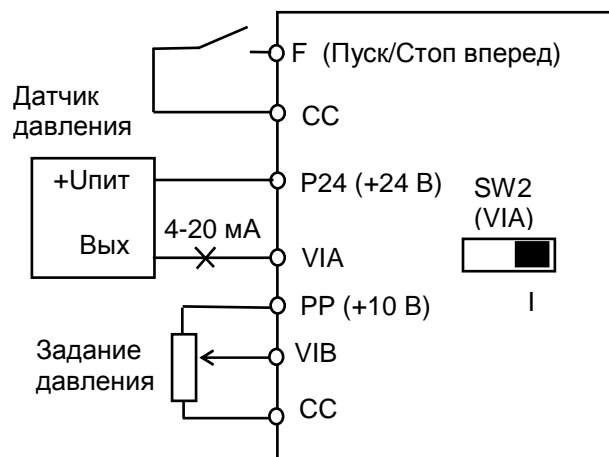 F (Пуск/Стоп вперед)
Датчик
давления
CC
+Uпит
P24 (+24 В)
SW2
(VIA)
4-20 мА
Вых
VIA
I
PP (+10 В)
Задание
давления
VIB
CC